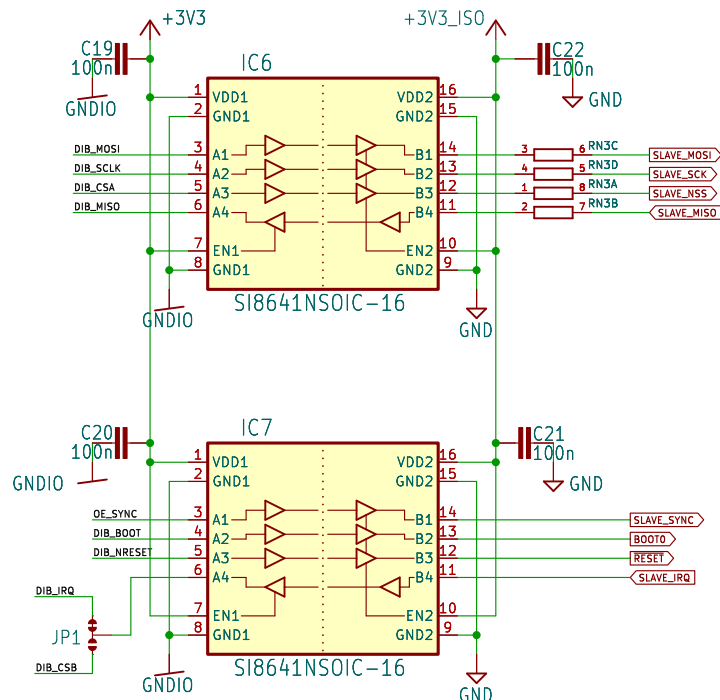 +3V3
+3V3_ISO
C19
100n
GNDIO
C22
100n
GND
IC6
1 VDD1 VDD2 16
2 GND1 GND2 15
DIB_MOSI 3 A1 B1 14 3 RN3C 6 SLAVE_MOSI
DIB_SCLK 4 A2 B2 13 4 RN3D 5 SLAVE_SCK
DIB_CSA 5 A3 B3 12 1 RN3A 8 SLAVE_NSS
DIB_MISO 6 A4 B4 11 2 RN3B 7 SLAVE_MISO
7 EN1 EN2 10
8 GND1 GND2 9
SI8641NSOIC-16
GNDIO
GND
C20
100n
GNDIO
C21
100n
GND
IC7
1 VDD1 VDD2 16
2 GND1 GND2 15
OE_SYNC 3 A1 B1 14 SLAVE_SYNC
DIB_BOOT 4 A2 B2 13 BOOT0
DIB_NRESET 5 A3 B3 12 RESET
6 A4 B4 11 SLAVE_IRQ
DIB_IRQ
7 EN1 EN2 10
JP1
8 GND1 GND2 9
DIB_CSB
SI8641NSOIC-16
GNDIO
GND